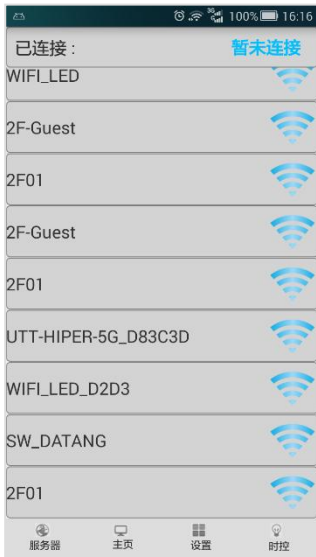 3G 100% 16:16
已连接： 暂未连接
WIFI_LED
2F-Guest
2F01
2F-Guest
2F01
UTT-HIPER-5G_D83C3D
WIFI_LED_D2D3
SW_DATANG
2F01
服务器 主页 设置 时控